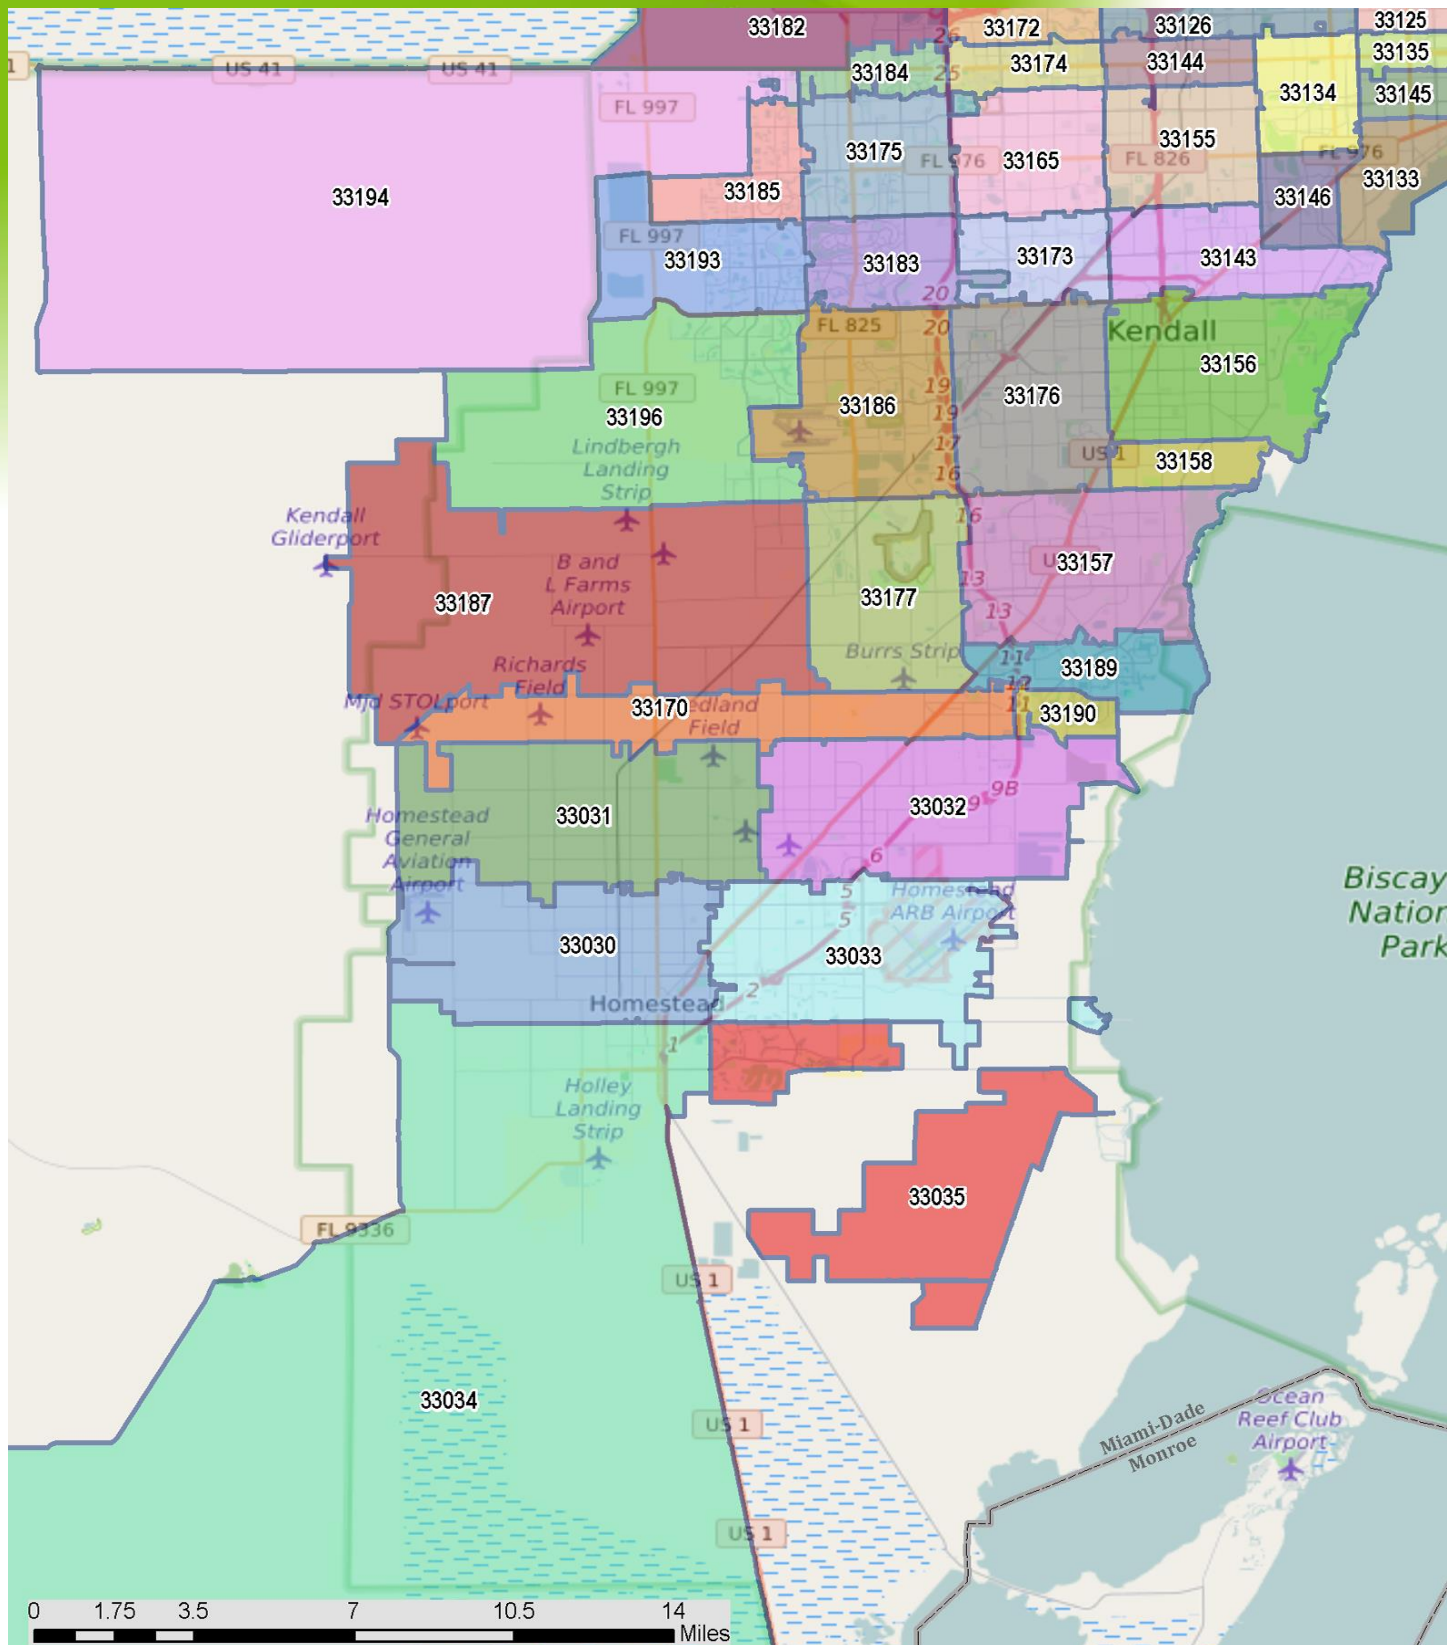 33182
33172
33126
33125
26
1
US 41
US 41
33184
25
33174
33144
33135
33134
33145
FL 997
33175
FL 976
33165
33155
FL 826
FL 976
33133
33194
33185
33146
FL 997
33193
33183
33173
33143
20
FL 825
20
Kendall
33156
FL 997
33196
19
33186
19
33176
Lindbergh
Landing
Strip
17
16
US 1
33158
Kendall
Gliderport
16
B and
L Farms
Airport
33187
33177
13
33157
13
Richards
Field
Burrs Strip
11
33189
12
Mjd STOLport
33170
edland
Field
11
33190
Homestead
General
Aviation
Airport
33031
33032
9
9B
6
5
5
Homestead
ARB Airport
33030
33033
Biscay
Nation
Park
2
Homestead
1
Holley
Landing
Strip
33035
FL 9336
US 1
33034
US 1
Miami-Dade
Monroe
Ocean
Reef Club
Airport
US 1
0 1.75 3.5 7 10.5 14
Miles